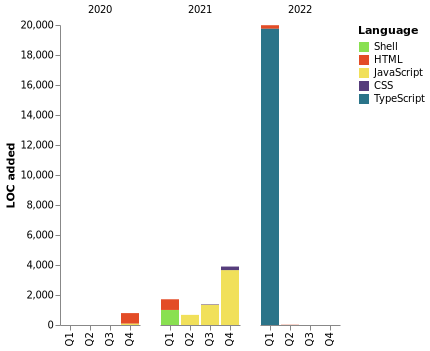 2020 2021 2022
Language
Shell
HTML
JavaScript
CSS
TypeScript
LOC added
20,000
18,000
16,000
14,000
12,000
10,000
8,000
6,000
4,000
2,000
0
Q1 Q2 Q3 Q4 Q1 Q2 Q3 Q4 Q1 Q2 Q3 Q4